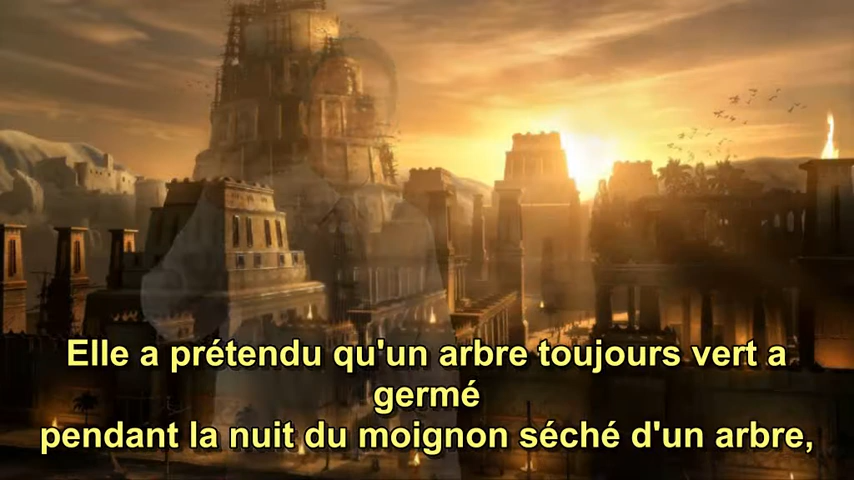 Elle a prétendu qu'un arbre toujours vert a
germé
pendant la nuit du moignon séché d'un arbre,